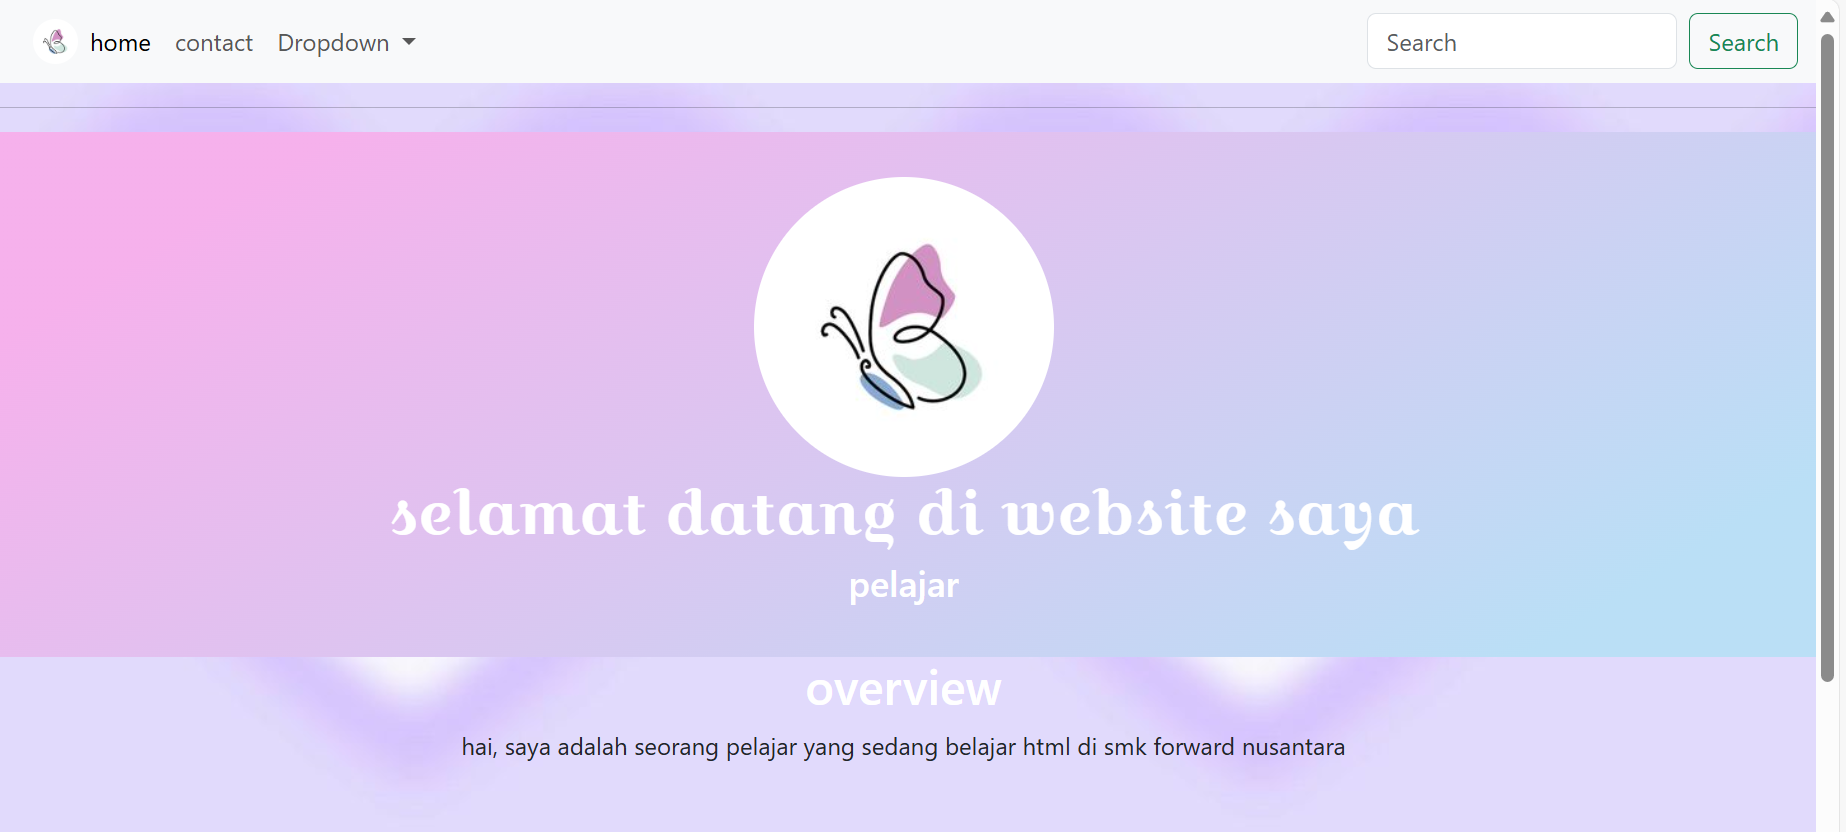 home contact Dropdown Search Search
selamat datang di website saya
pelajar
overview
hai, saya adalah seorang pelajar yang sedang belajar html di smk forward nusantara